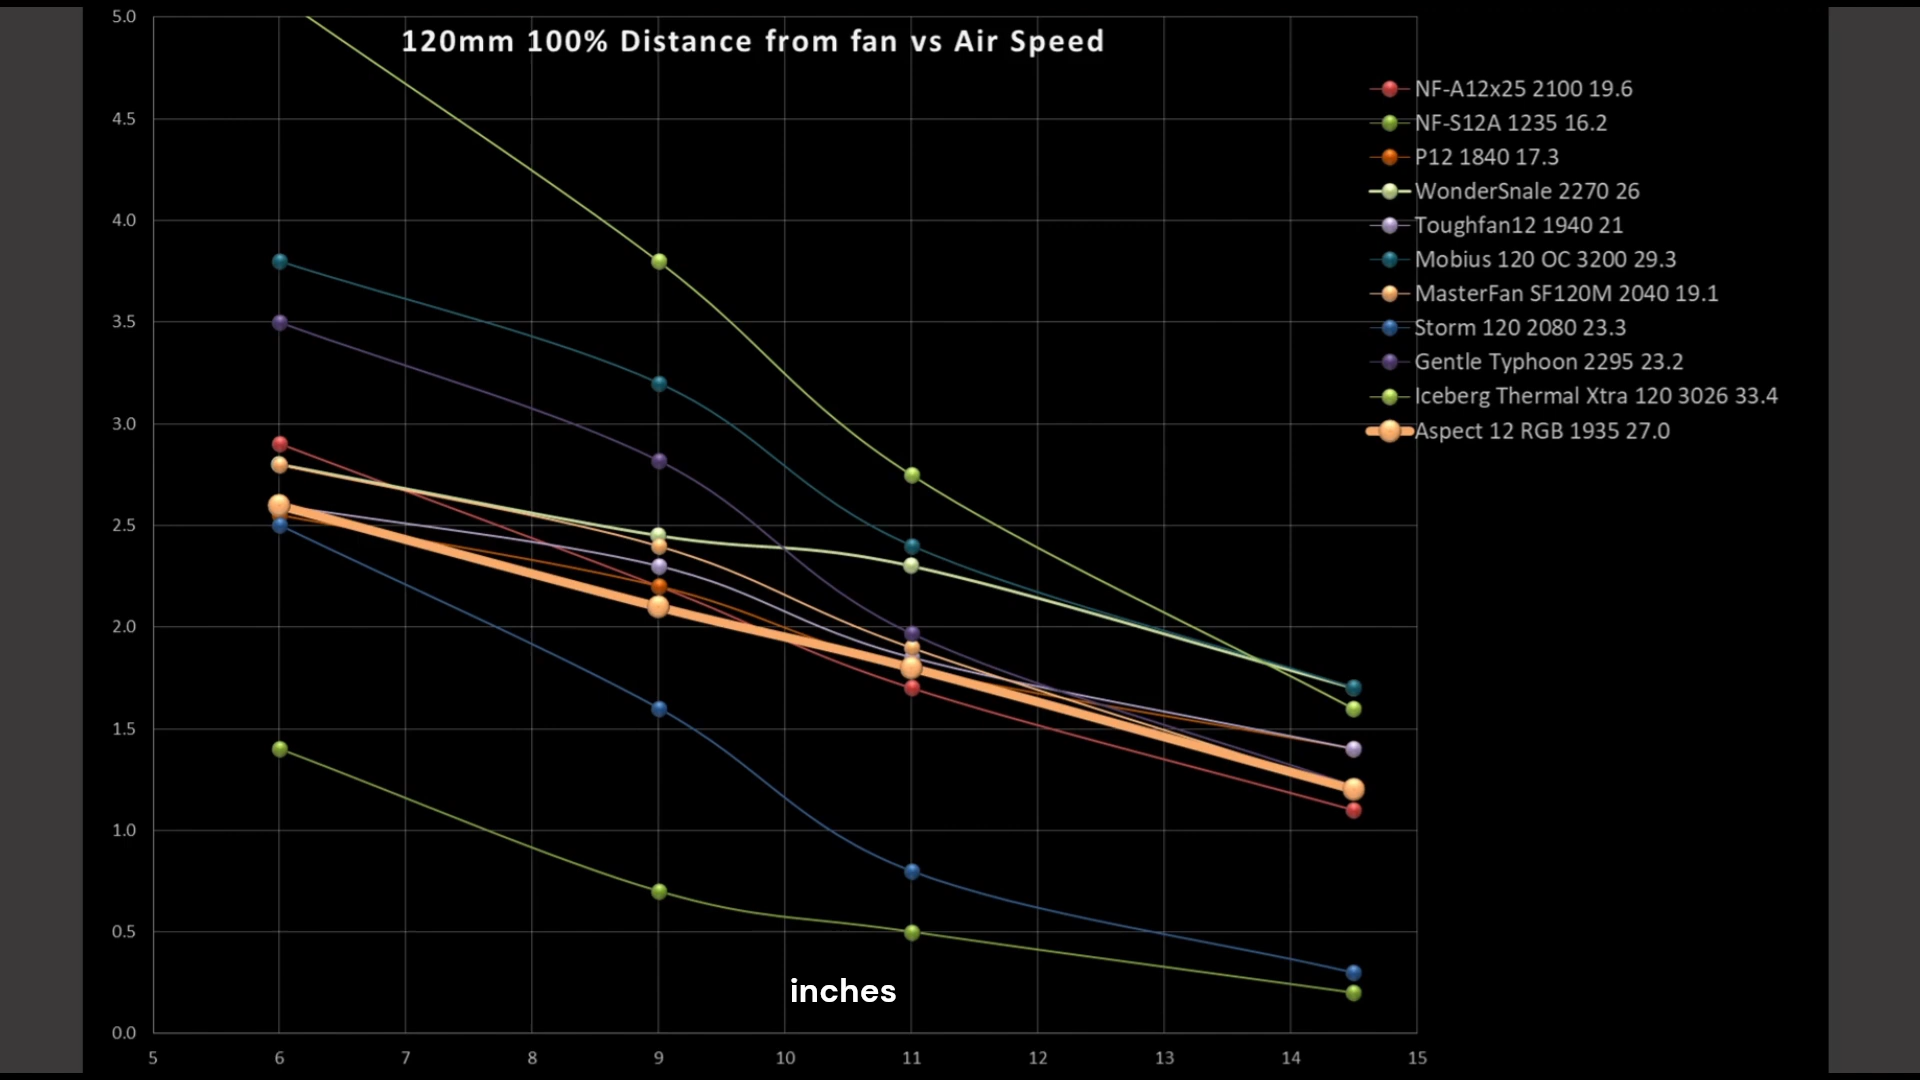 120mm 100% Distance from fan vs Air Speed
5.0
4.5
4.0
3.5
3.0
2.5
2.0
1.5
1.0
0.5
0.0
NF-A12x25 2100 19.6
NF-S12A 1235 16.2
P12 1840 17.3
WonderSnale 2270 26
Toughfan12 1940 21
Mobius 120 OC 3200 29.3
MasterFan SF120M 2040 19.1
Storm 120 2080 23.3
Gentle Typhoon 2295 23.2
Iceberg Thermal Xtra 120 3026 33.4
Aspect 12 RGB 1935 27.0
inches
5 6 7 8 9 10 11 12 13 14 15